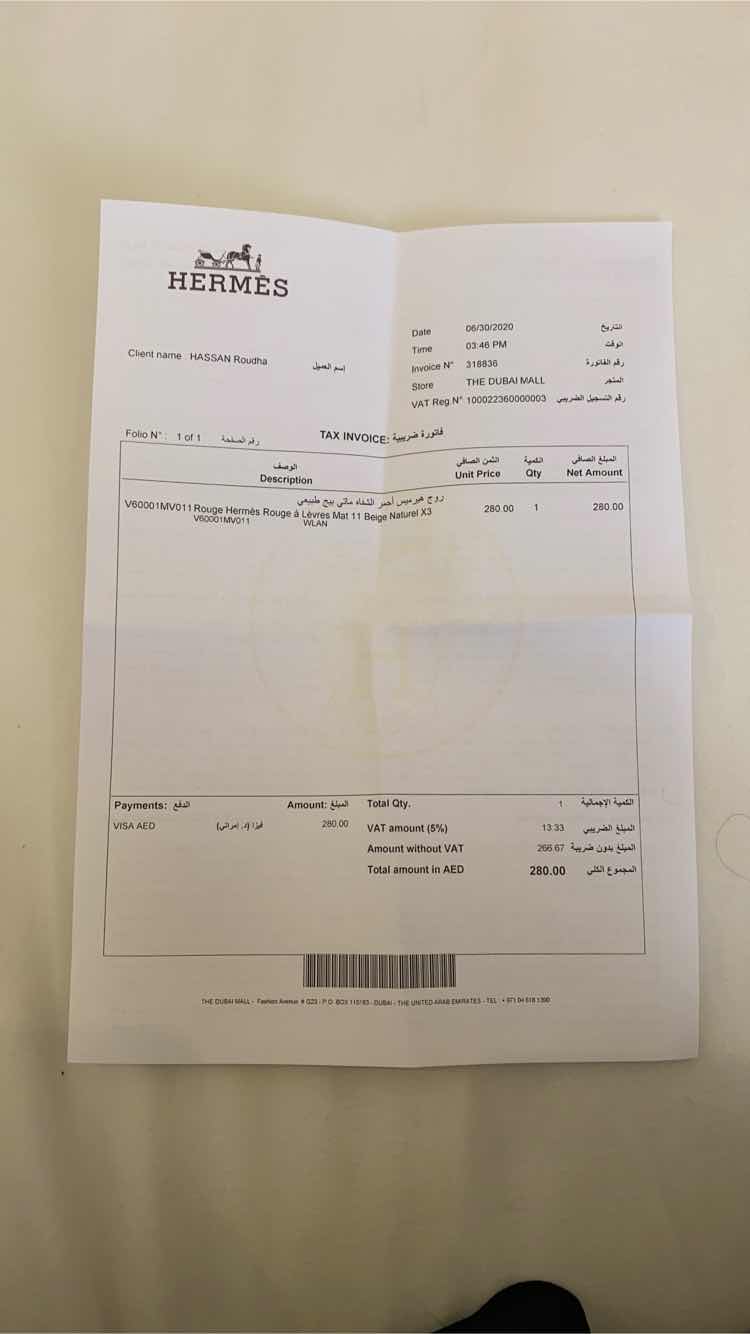 HERMÈS
Date 06/30/2020 التاريخ
Time 03:46 PM الوقت
Invoice N° 318836 رقم الفاتورة
Store THE DUBAI MALL المتجر
VAT Reg.N° 100022360000003 رقم التسجيل الضريبي
Client name : HASSAN Roudha إسم العميل
Folio N° : 1 of 1 رقم الصفحة
TAX INVOICE: فاتورة ضريبية
الوصف الثمن الصافي الكمية المبلغ الصافي
Description Unit Price Qty Net Amount
روج هيرميس أحمر الشفاه ماتي بيج طبيعي
V60001MV011 Rouge Hermès Rouge à Lèvres Mat 11 Beige Naturel X3 280.00 1 280.00
V60001MV011 WLAN
H
Payments: الدفع Amount: المبلغ Total Qty. 1 الكمية الإجمالية
VISA AED فيزا (د. إمراتي) 280.00 VAT amount (5%) 13.33 المبلغ الضريبي
Amount without VAT 266.67 المبلغ بدون ضريبة
Total amount in AED 280.00 المجموع الكلي
THE DUBAI MALL - Fashion Avenue # G23 - P.O. BOX 115183 - DUBAI - THE UNITED ARAB EMIRATES - TEL : + 971 04 518 1390